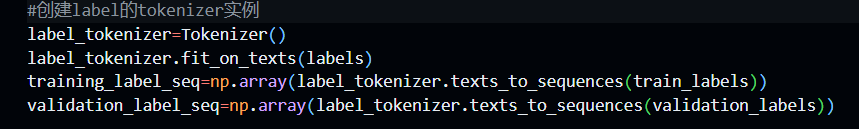 #创建label的tokenizer实例
label_tokenizer=Tokenizer()
label_tokenizer.fit_on_texts(labels)
training_label_seq=np.array(label_tokenizer.texts_to_sequences(train_labels))
validation_label_seq=np.array(label_tokenizer.texts_to_sequences(validation_labels))